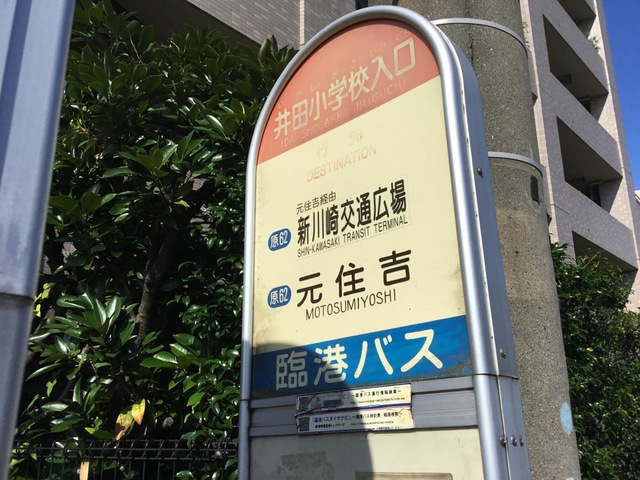 井田小学校入口
IDA SHOGAKKO IRIGUCHI
行先
DESTINATION
元住吉経由
原62 新川崎交通広場
SHIN-KAWASAKI TRANSIT TERMINAL
原62 元住吉
MOTOSUMIYOSHI
臨港バス